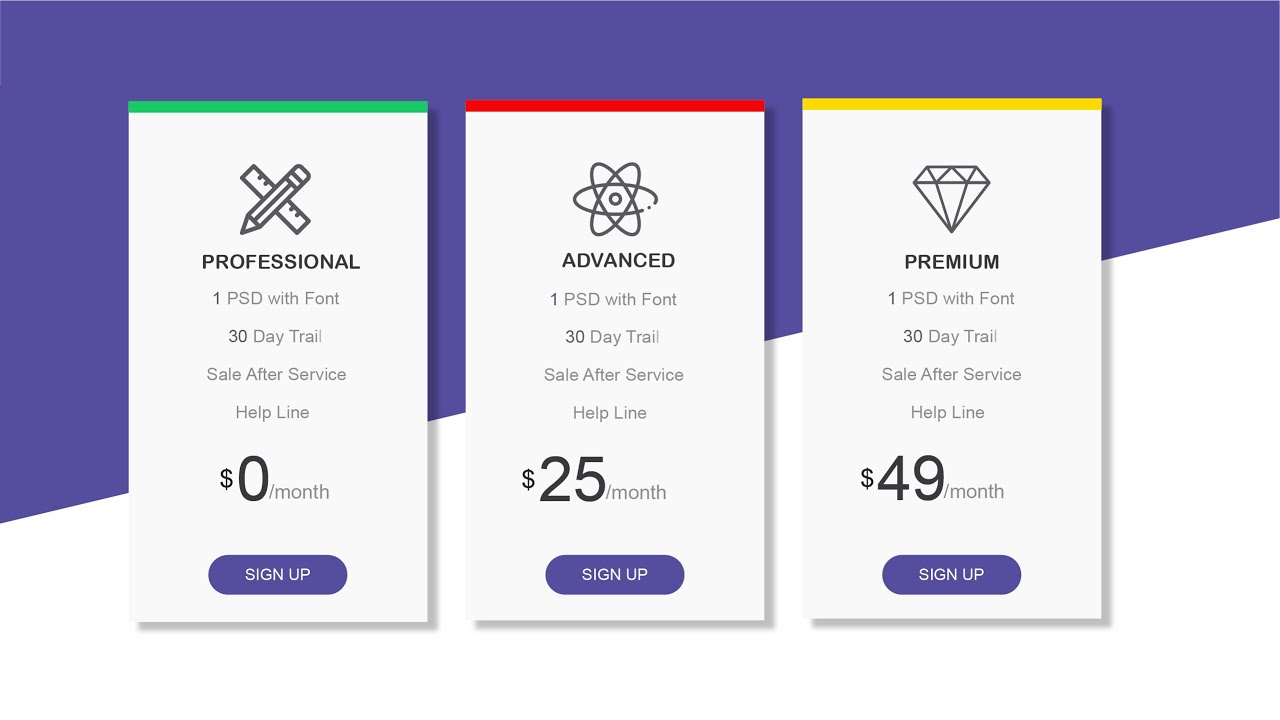 PROFESSIONAL
1 PSD with Font
30 Day Trail
Sale After Service
Help Line
$0/month
SIGN UP
ADVANCED
1 PSD with Font
30 Day Trail
Sale After Service
Help Line
$25/month
SIGN UP
PREMIUM
1 PSD with Font
30 Day Trail
Sale After Service
Help Line
$49/month
SIGN UP